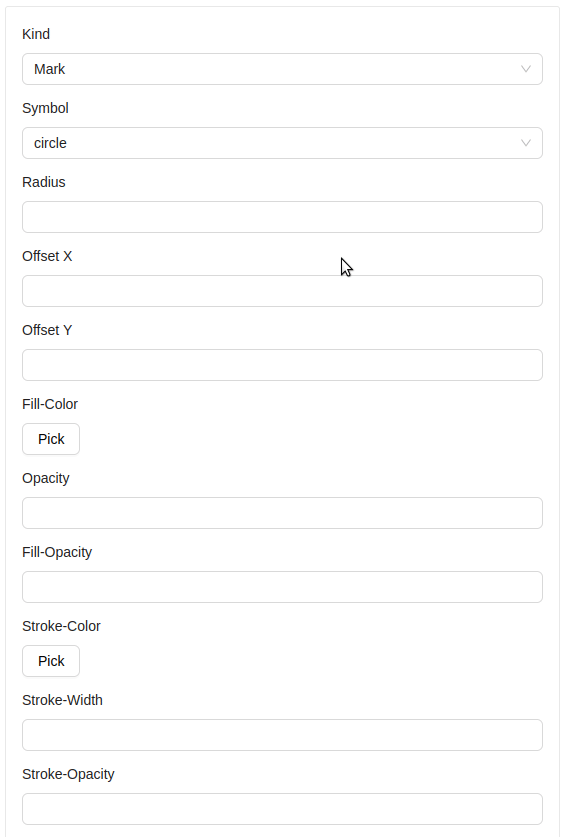 Kind
Mark
Symbol
circle
Radius
Offset X
Offset Y
Fill-Color
Pick
Opacity
Fill-Opacity
Stroke-Color
Pick
Stroke-Width
Stroke-Opacity